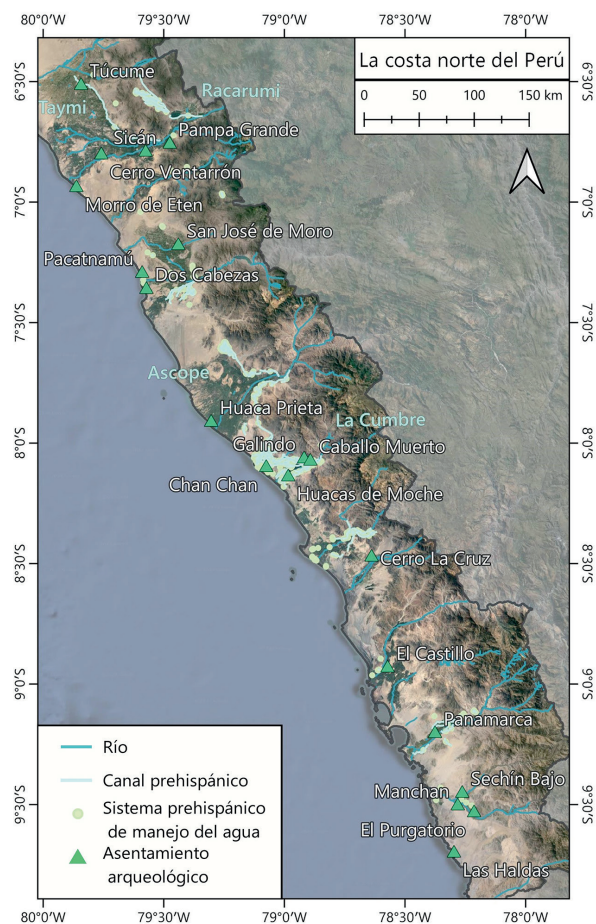 80°0'W 79°30'W 79°0'W 78°30'W 78°0'W
La costa norte del Perú
0 50 100 150 km
6°30'S 6°30'S
7°0'S 7°0'S
7°30'S 7°30'S
8°0'S 8°0'S
8°30'S 8°30'S
9°0'S 9°0'S
9°30'S 9°30'S
Túcume
Racarumi
Taymi
Sicán
Pampa Grande
Cerro Ventarrón
Morro de Eten
San José de Moro
Pacatnamú
Dos Cabezas
Ascope
Huaca Prieta
La Cumbre
Galindo
Caballo Muerto
Chan Chan
Huacas de Moche
Cerro La Cruz
El Castillo
Panamarca
Sechín Bajo
Manchan
El Purgatorio
Las Haldas
Río
Canal prehispánico
Sistema prehispánico
de manejo del agua
Asentamiento
arqueológico
80°0'W 79°30'W 79°0'W 78°30'W 78°0'W